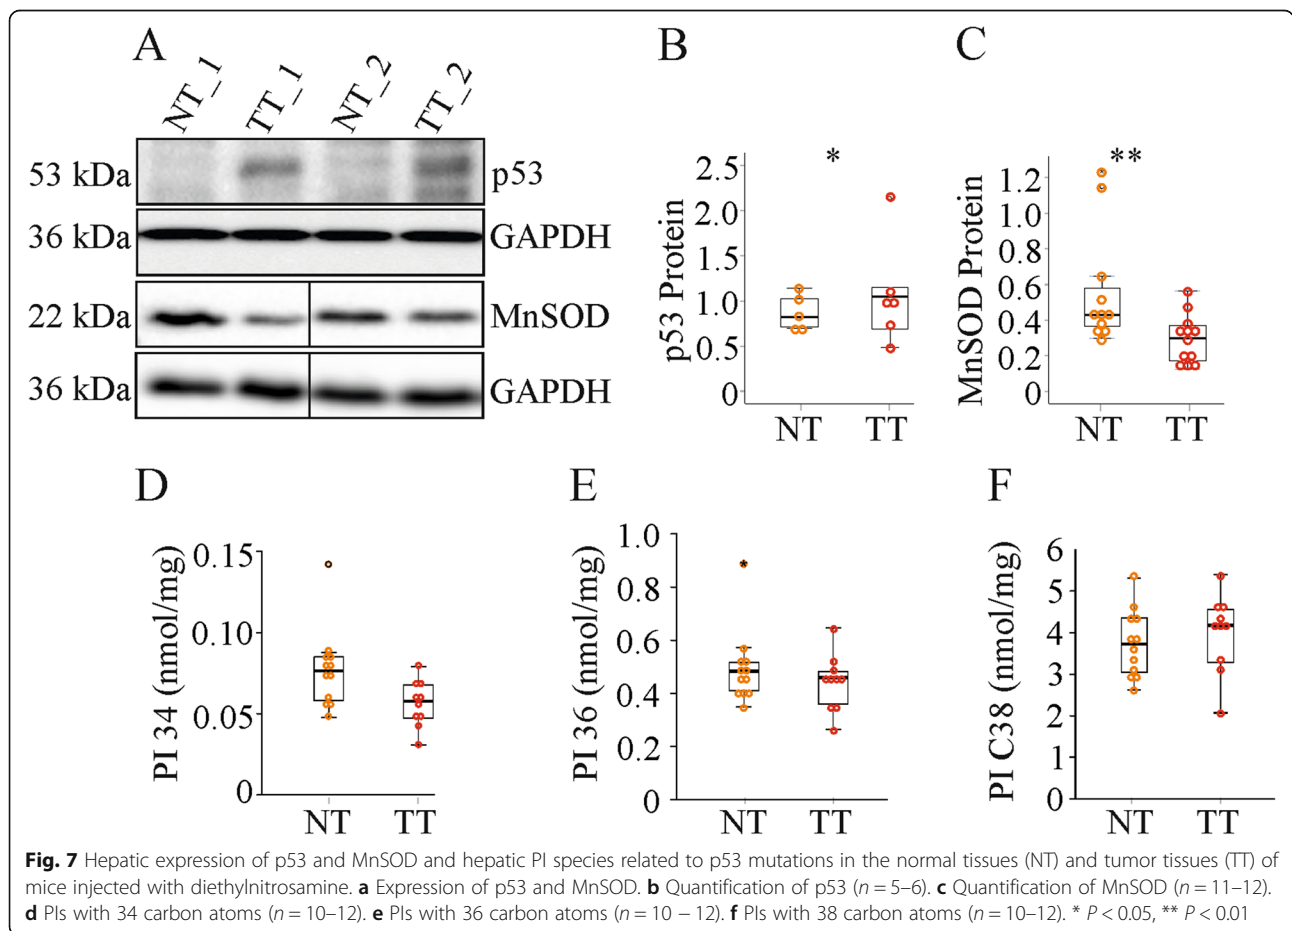 A
NT_1 TT_1 NT_2 TT_2
53 kDa p53
36 kDa GAPDH
22 kDa MnSOD
36 kDa GAPDH
B
*
p53 Protein
2.5
2.0
1.5
1.0
0.5
0
NT TT
C
**
MnSOD Protein
1.2
1.0
0.8
0.6
0.4
0.2
0
NT TT
D
PI 34 (nmol/mg)
0.15
0.10
0.05
0
NT TT
E
PI 36 (nmol/mg)
1.0
0.8
0.6
0.4
0.2
0
*
NT TT
F
PI C38 (nmol/mg)
6
5
4
3
2
1
0
NT TT
Fig. 7 Hepatic expression of p53 and MnSOD and hepatic PI species related to p53 mutations in the normal tissues (NT) and tumor tissues (TT) of
mice injected with diethylnitrosamine. a Expression of p53 and MnSOD. b Quantification of p53 (n = 5–6). c Quantification of MnSOD (n = 11–12).
d PIs with 34 carbon atoms (n = 10–12). e PIs with 36 carbon atoms (n = 10 − 12). f PIs with 38 carbon atoms (n = 10–12). * P < 0.05, ** P < 0.01